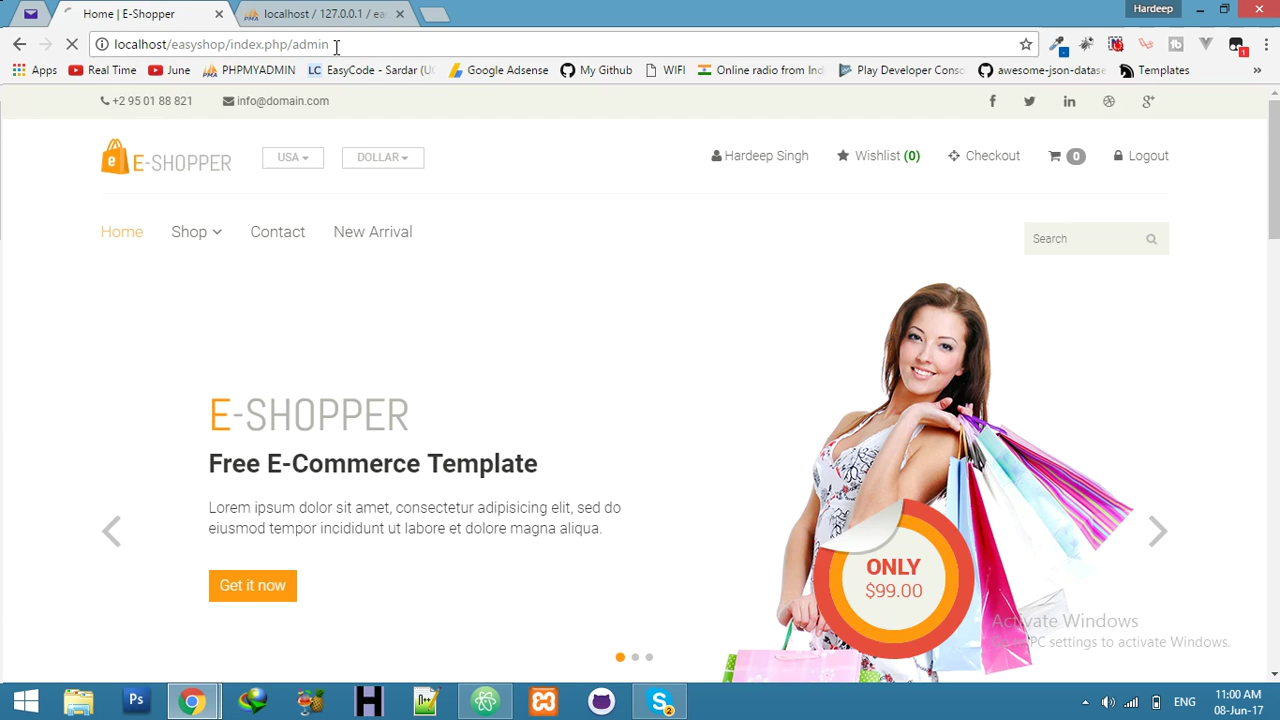 Home | E-Shopper
localhost / 127.0.0.1 / ea
Hardeep
localhost/easyshop/index.php/admin
Apps
Real Time
June
PHPMYADMIN
EasyCode - Sardar (U
Google Adsense
My Github
WIFI
Online radio from Ind
Play Developer Conso
awesome-json-datase
Templates
+2 95 01 88 821
info@domain.com
E-SHOPPER
USA
DOLLAR
Hardeep Singh
Wishlist (0)
Checkout
0
Logout
Home
Shop
Contact
New Arrival
Search
E-SHOPPER
Free E-Commerce Template
Lorem ipsum dolor sit amet, consectetur adipisicing elit, sed do
eiusmod tempor incididunt ut labore et dolore magna aliqua.
Get it now
ONLY
$99.00
Activate Windows
PC settings to activate Windows.
ENG
11:00 AM
08-Jun-17